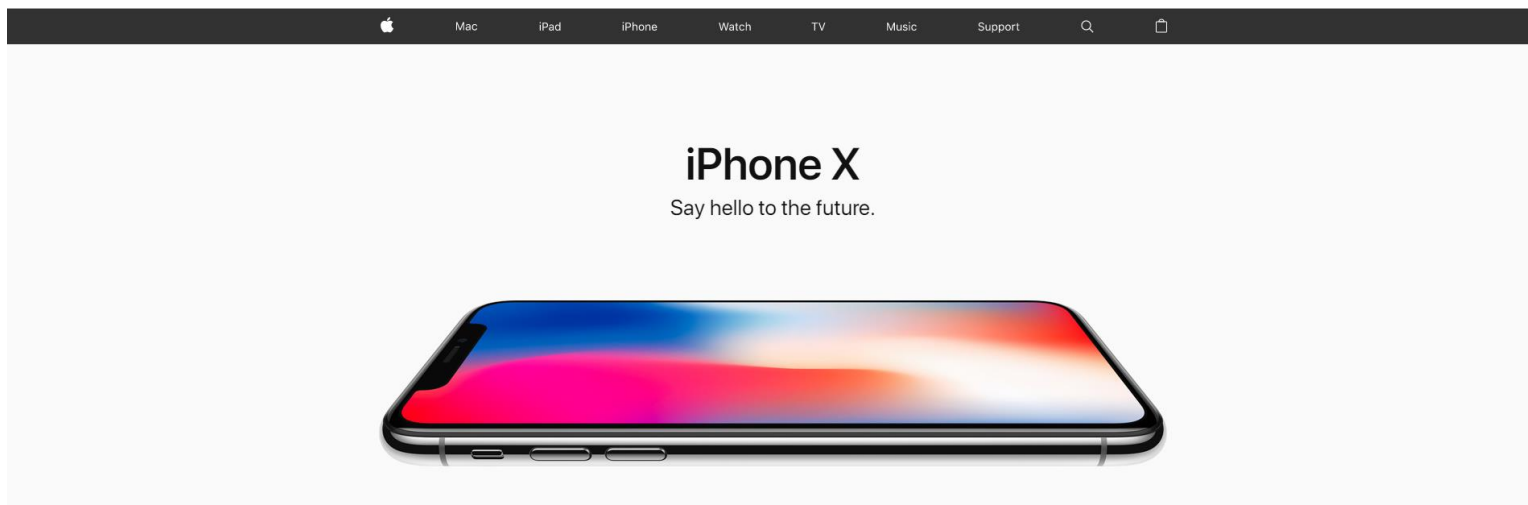 Mac iPad iPhone Watch TV Music Support
iPhone X
Say hello to the future.